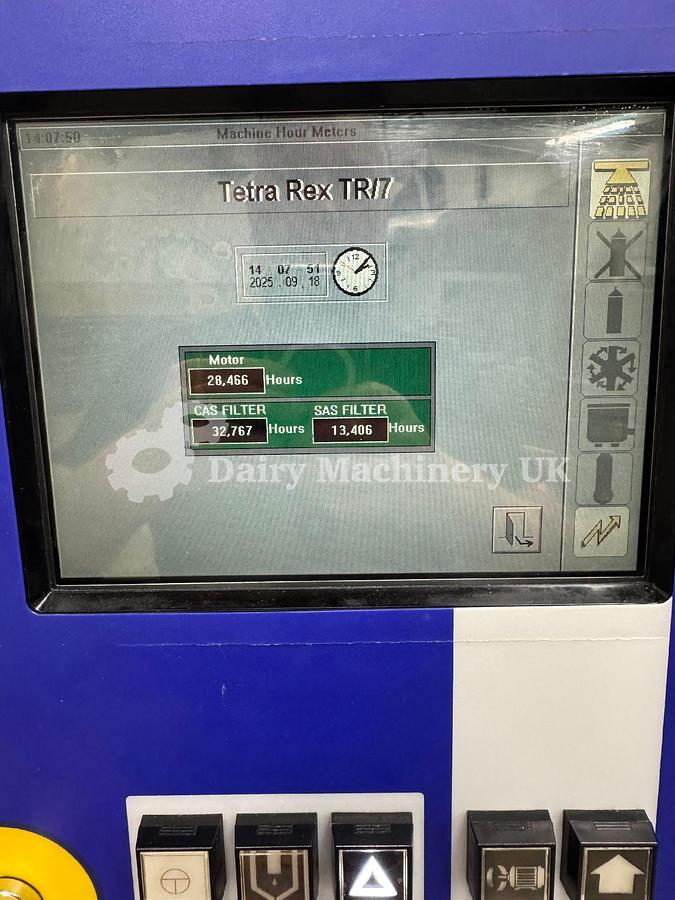 14:07:50 Machine Hour Meters
Tetra Rex TR/7
14 : 07 : 51
2025 . 09 . 18
Motor
28,466 Hours
CAS FILTER SAS FILTER
32,767 Hours 13,406 Hours
Dairy Machinery UK